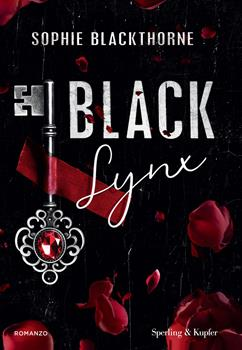 SOPHIE BLACKTHORNE
BLACK
Lynx
ROMANZO
Sperling & Kupfer